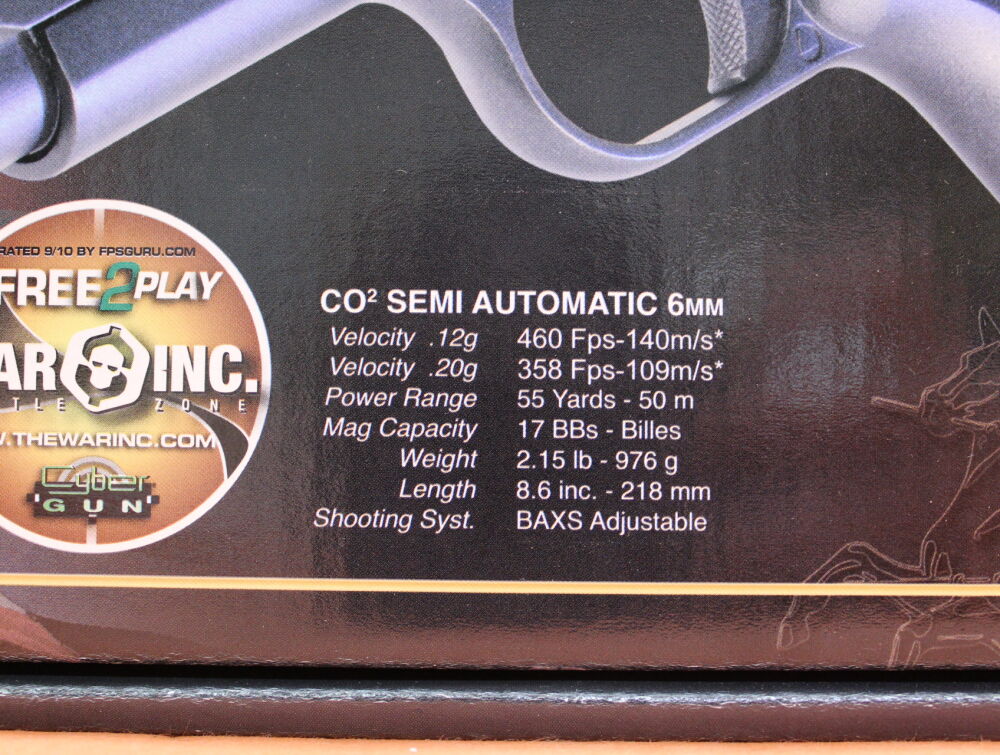 RATED 9/10 BY FPSGURU.COM
FREE2PLAY
AR INC.
TLE ZONE
.THEWARINC.COM
Cyber
GUN
CO² SEMI AUTOMATIC 6MM
Velocity .12g 460 Fps-140m/s*
Velocity .20g 358 Fps-109m/s*
Power Range 55 Yards - 50 m
Mag Capacity 17 BBs - Billes
Weight 2.15 lb - 976 g
Length 8.6 inc. - 218 mm
Shooting Syst. BAXS Adjustable